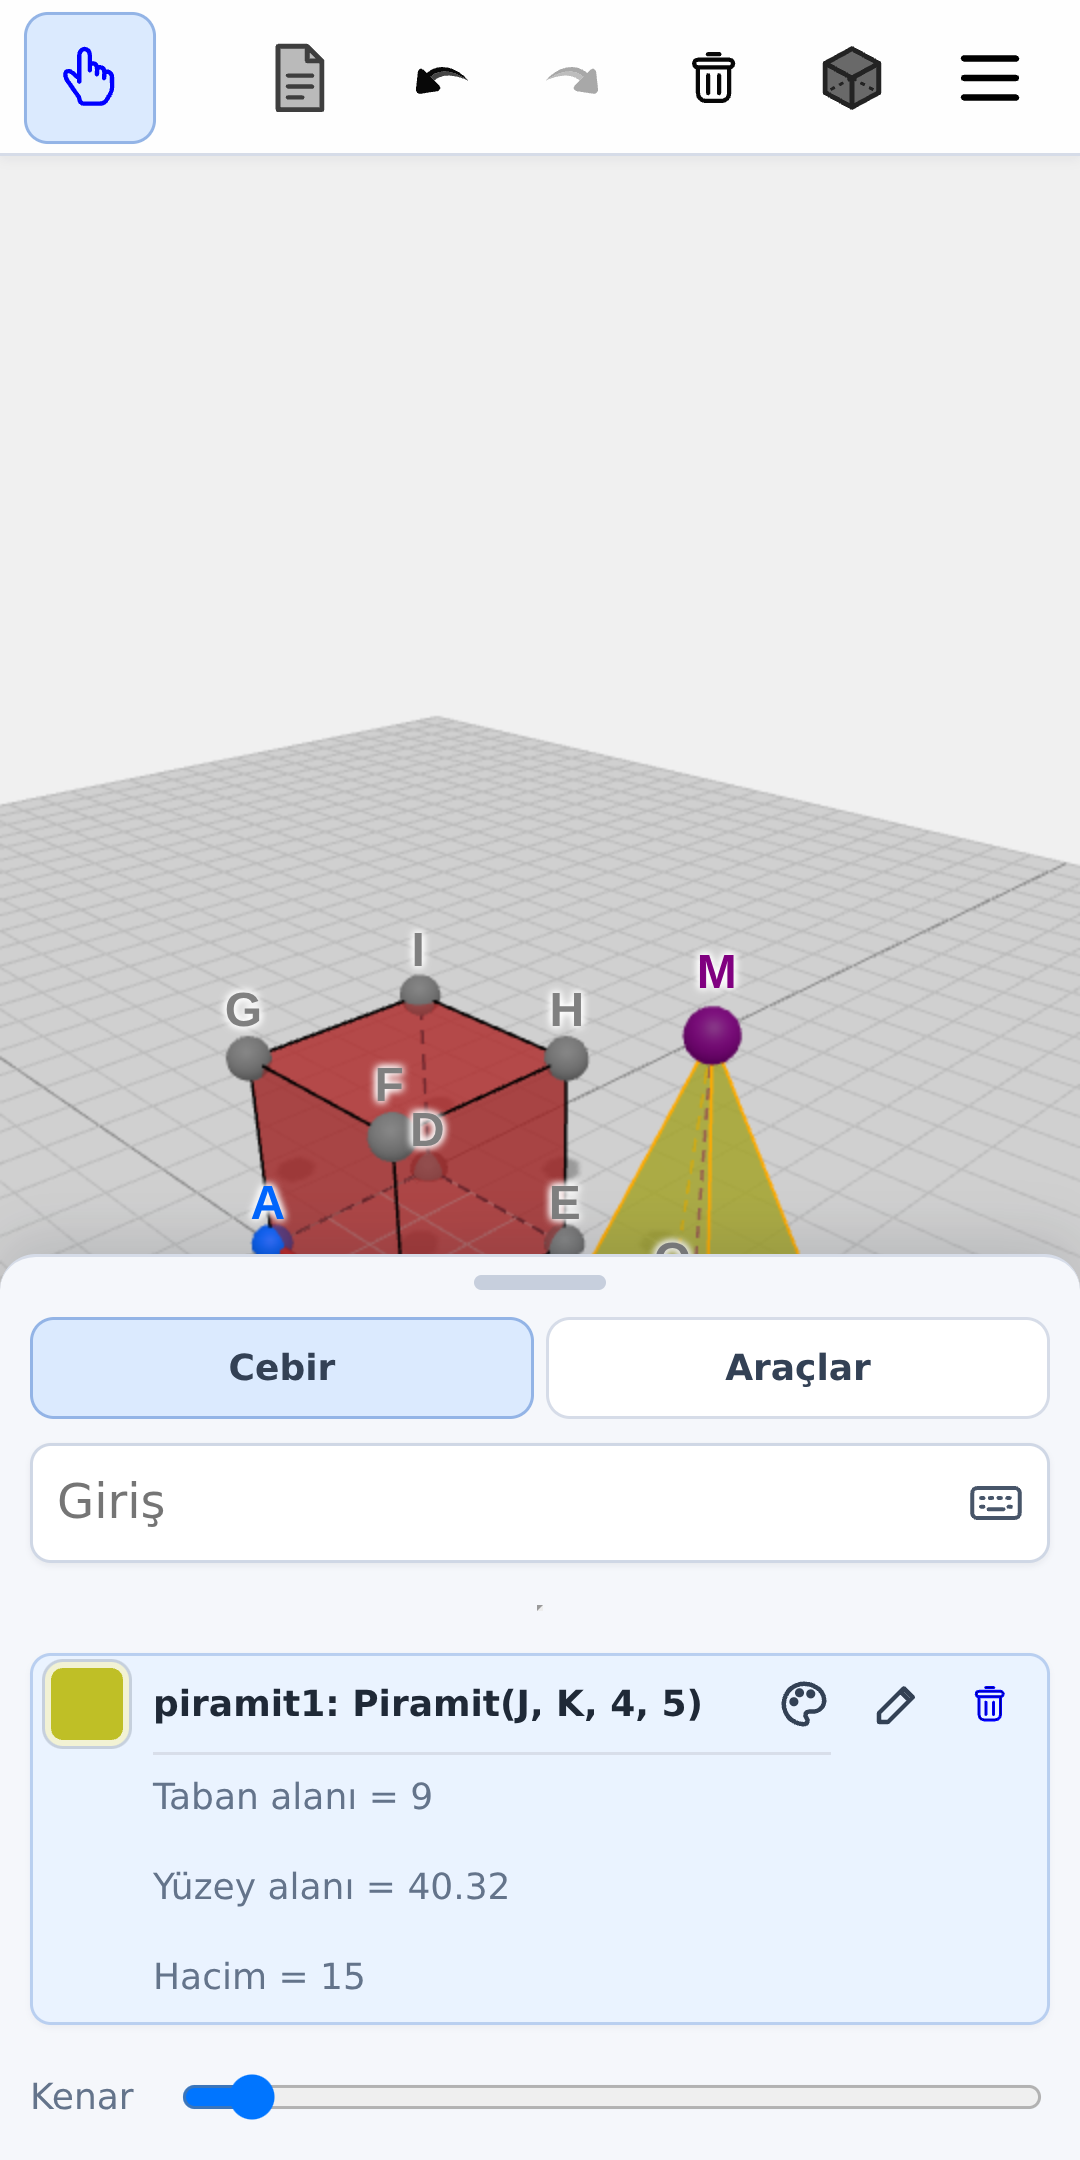 I
M
G
H
F
D
A
E
Cebir
Araçlar
Giriş
piramit1: Piramit(J, K, 4, 5)
Taban alanı = 9
Yüzey alanı = 40.32
Hacim = 15
Kenar